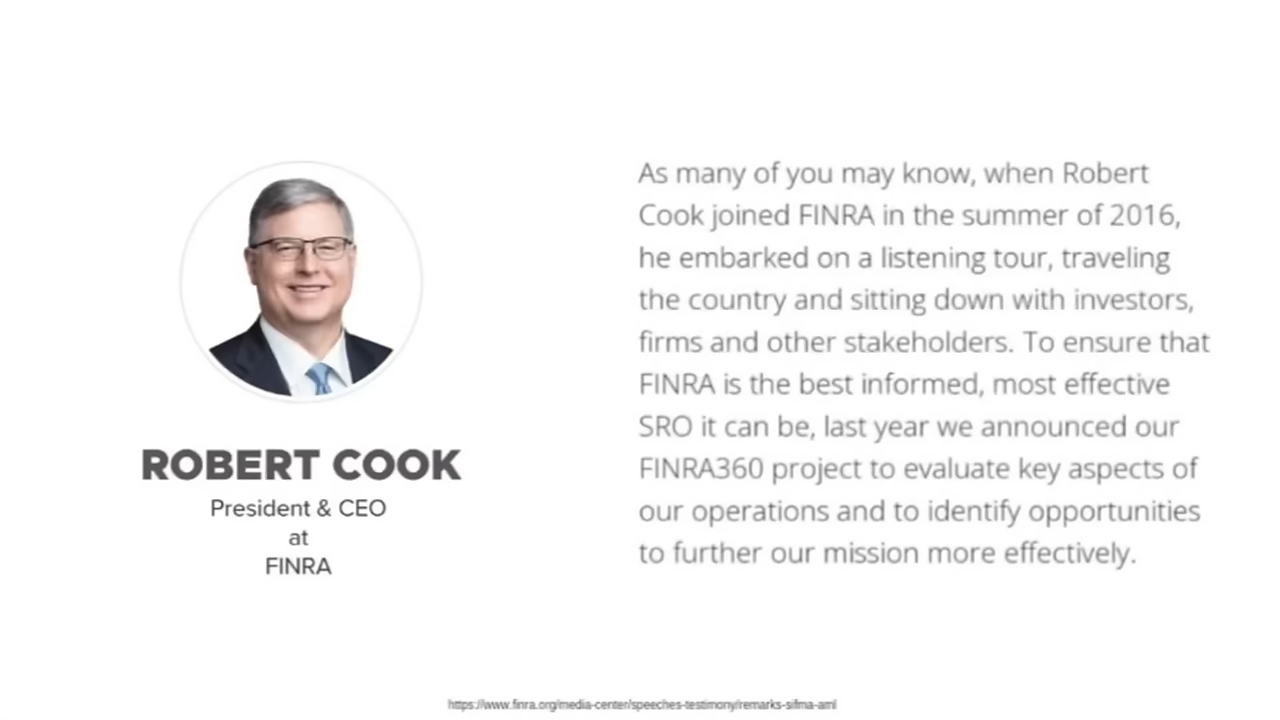 ROBERT COOK
President & CEO
at
FINRA
As many of you may know, when Robert
Cook joined FINRA in the summer of 2016,
he embarked on a listening tour, traveling
the country and sitting down with investors,
firms and other stakeholders. To ensure that
FINRA is the best informed, most effective
SRO it can be, last year we announced our
FINRA360 project to evaluate key aspects of
our operations and to identify opportunities
to further our mission more effectively.
https://www.finra.org/media-center/speeches-testimony/remarks-sifma-aml